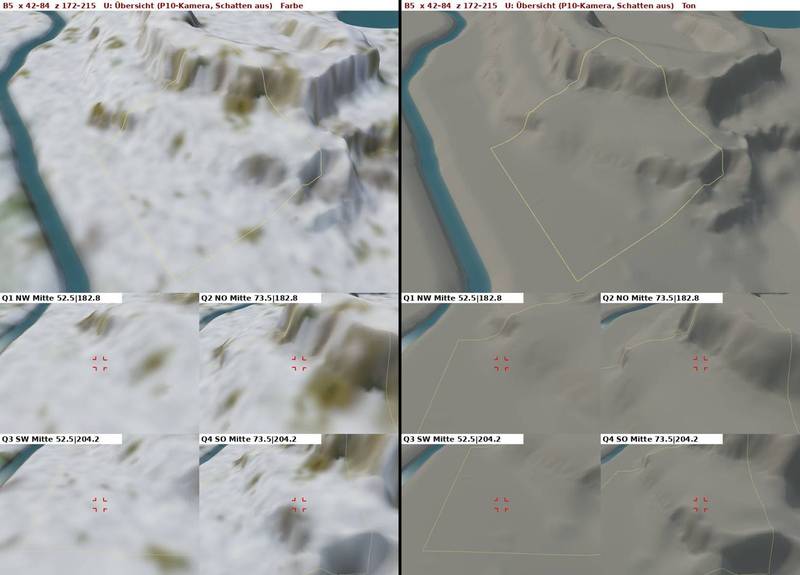 B5 x 42–84 z 172–215 U: Übersicht (P10-Kamera, Schatten aus) Farbe
B5 x 42–84 z 172–215 U: Übersicht (P10-Kamera, Schatten aus) Ton
Q1 NW Mitte 52.5|182.8
Q2 NO Mitte 73.5|182.8
Q1 NW Mitte 52.5|182.8
Q2 NO Mitte 73.5|182.8
Q3 SW Mitte 52.5|204.2
Q4 SO Mitte 73.5|204.2
Q3 SW Mitte 52.5|204.2
Q4 SO Mitte 73.5|204.2